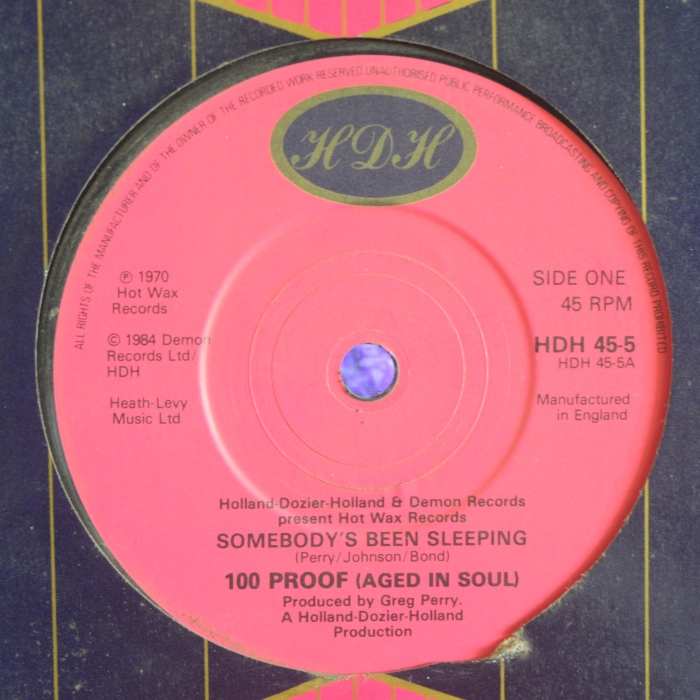 ALL RIGHTS OF THE MANUFACTURER AND OF THE OWNER OF THE RECORDED WORK RESERVED UNAUTHORISED PUBLIC PERFORMANCE BROADCASTING AND COPYING OF THIS RECORD PROHIBITED
HDH
℗ 1970
Hot Wax
Records
© 1984 Demon
Records Ltd/
HDH
Heath-Levy
Music Ltd
SIDE ONE
45 RPM
HDH 45-5
HDH 45-5A
Manufactured
in England
Holland-Dozier-Holland & Demon Records
present Hot Wax Records
SOMEBODY'S BEEN SLEEPING
(Perry/Johnson/Bond)
100 PROOF (AGED IN SOUL)
Produced by Greg Perry.
A Holland-Dozier-Holland
Production